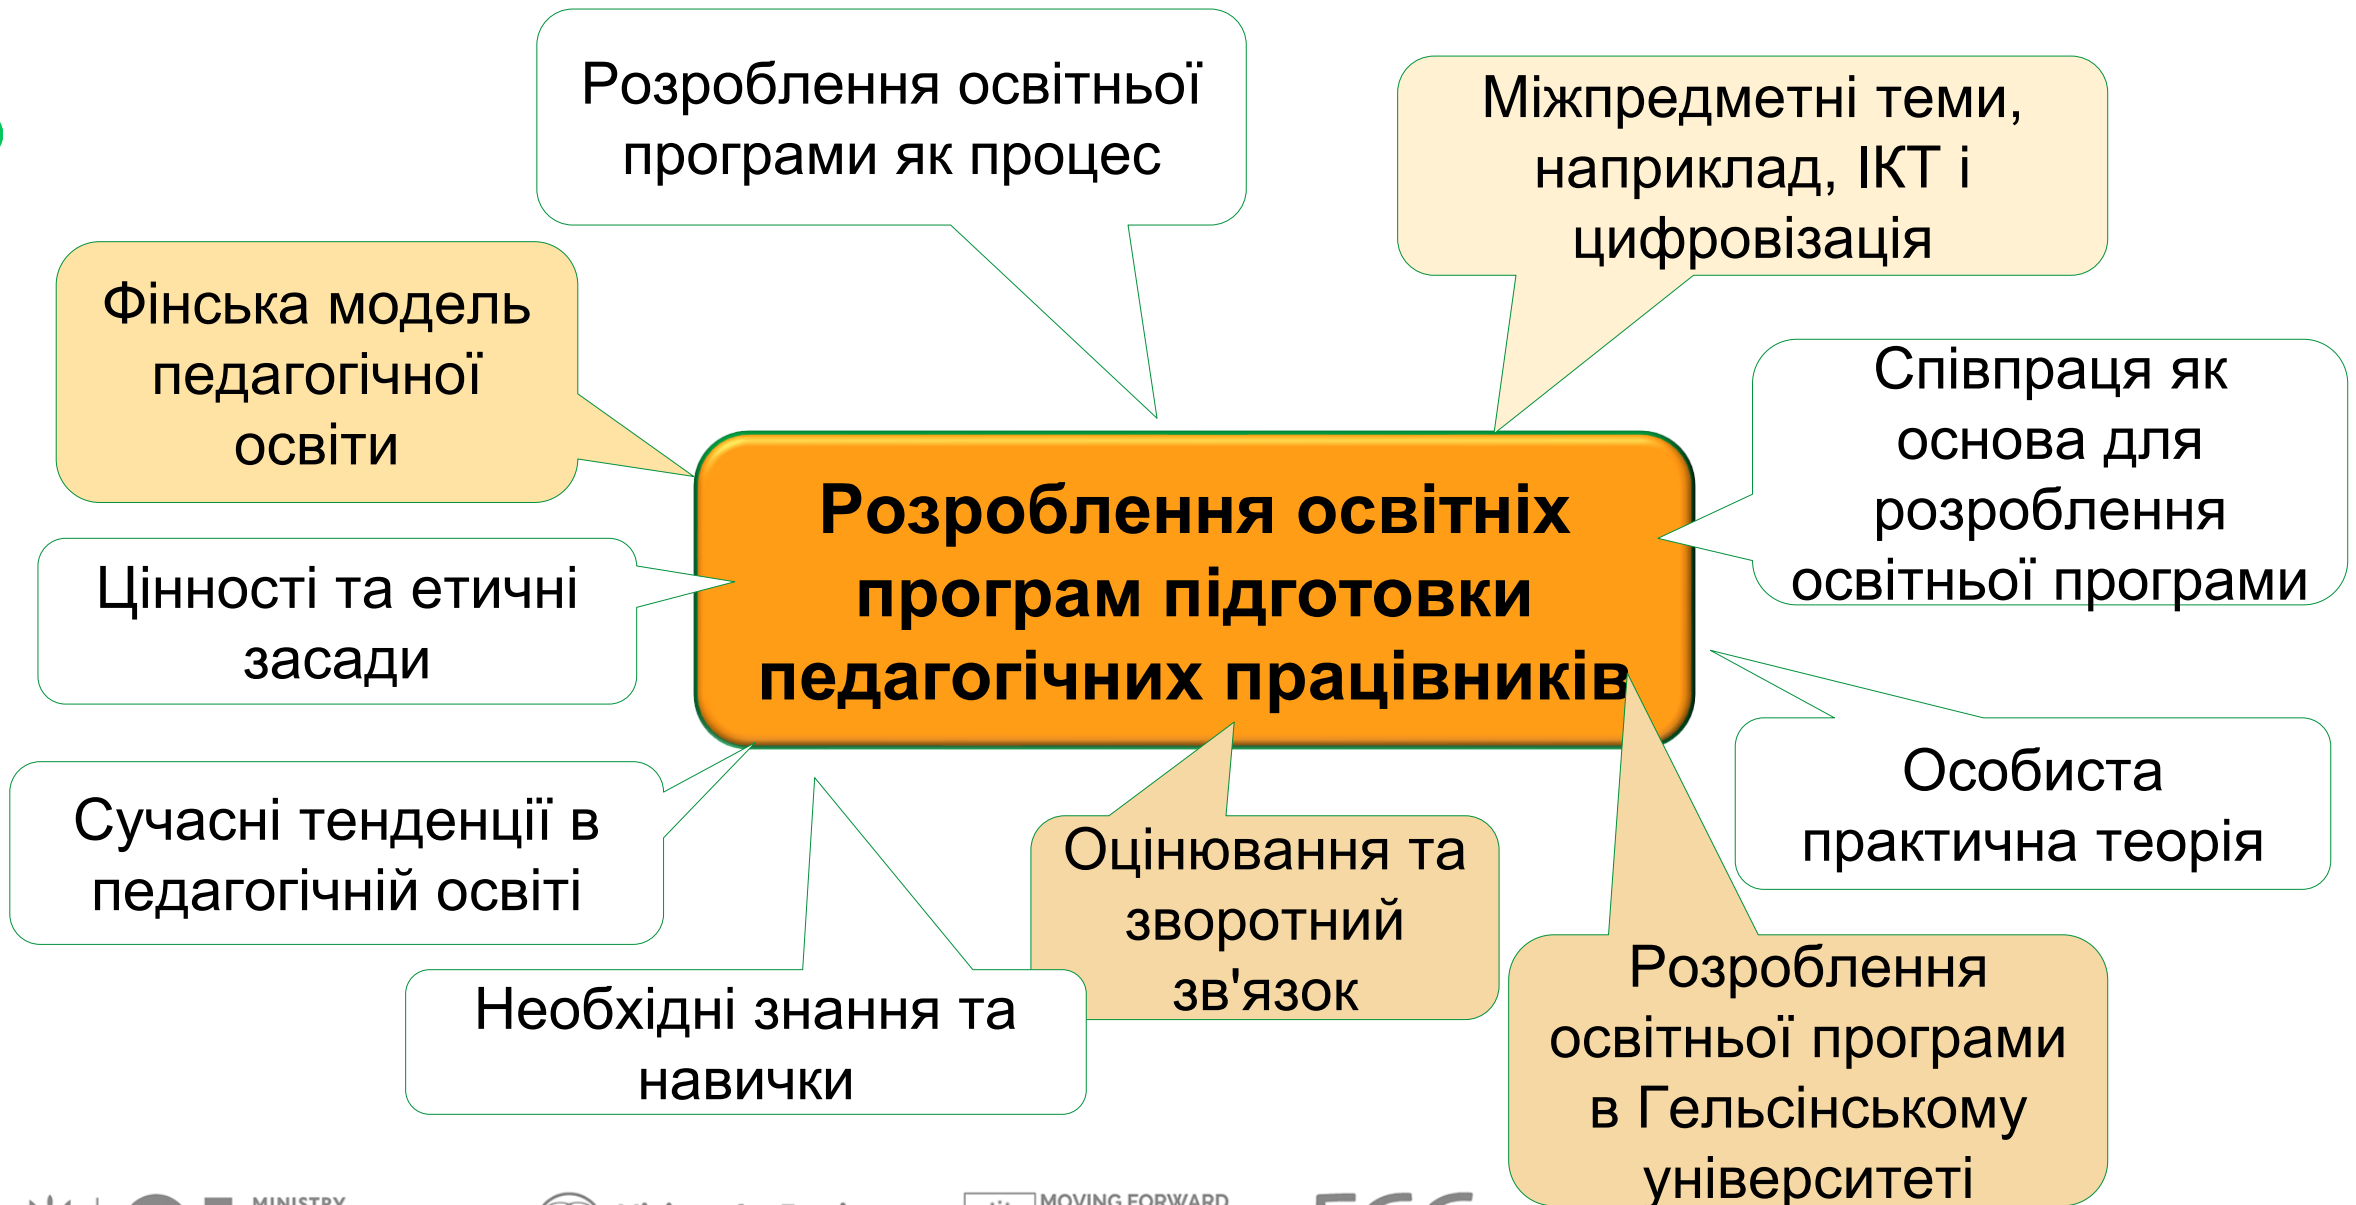 Розроблення освітньої
програми як процес
Міжпредметні теми,
наприклад, ІКТ і
цифровізація
Фінська модель
педагогічної
освіти
Співпраця як
основа для
розроблення
освітньої програми
Розроблення освітніх
програм підготовки
педагогічних працівників
Цінності та етичні
засади
Особиста
практична теорія
Сучасні тенденції в
педагогічній освіті
Оцінювання та
зворотний
зв'язок
Необхідні знання та
навички
Розроблення
освітньої програми
в Гельсінському
університеті
MINISTRY
MOVING FORWARD